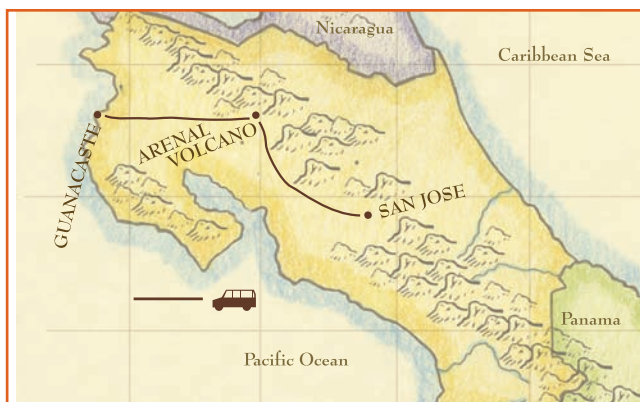 Nicaragua
Caribbean Sea
GUANACASTE
ARENAL
VOLCANO
SAN JOSE
Panama
Pacific Ocean